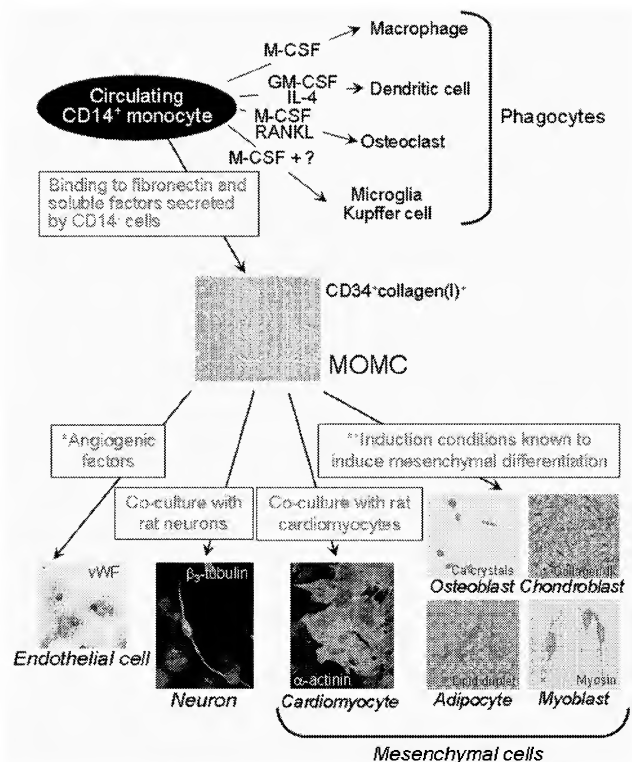 Macrophage
M-CSF
GM-CSF
IL-4
Dendritic cell
Circulating
CD14⁺ monocyte
M-CSF
RANKL
Osteoclast
Phagocytes
M-CSF + ?
Microglia
Kupffer cell
Binding to fibronectin and
soluble factors secreted
by CD14⁻ cells
CD34⁺collagen(I)⁺
MOMC
*Angiogenic
factors
**Induction conditions known to
induce mesenchymal differentiation
Co-culture with
rat neurons
Co-culture with rat
cardiomyocytes
vWF
Endothelial cell
β₃-tubulin
Neuron
α-actinin
Cardiomyocyte
Ca crystals
Osteoblast
Chondroblast
Lipid duplet
Adipocyte
Myosin
Myoblast
Mesenchymal cells